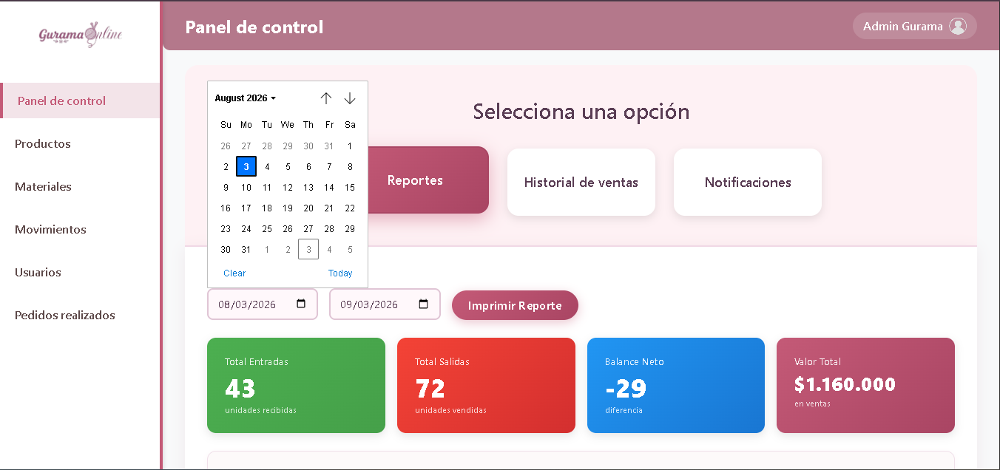 Gurama Online
Panel de control
Admin Gurama
Panel de control
Productos
Materiales
Movimientos
Usuarios
Pedidos realizados
Selecciona una opción
Reportes
Historial de ventas
Notificaciones
August 2026
Su Mo Tu We Th Fr Sa
26 27 28 29 30 31 1
2 3 4 5 6 7 8
9 10 11 12 13 14 15
16 17 18 19 20 21 22
23 24 25 26 27 28 29
30 31 1 2 3 4 5
Clear Today
08/03/2026
09/03/2026
Imprimir Reporte
Total Entradas
43
unidades recibidas
Total Salidas
72
unidades vendidas
Balance Neto
-29
diferencia
Valor Total
$1.160.000
en ventas